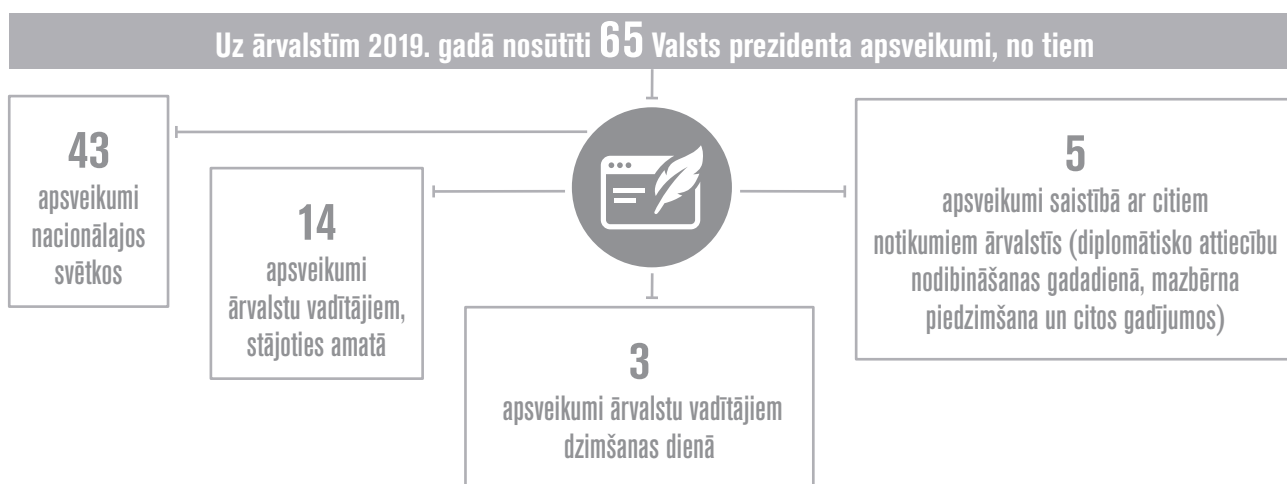 Uz ārvalstīm 2019. gadā nosūtīti 65 Valsts prezidenta apsveikumi, no tiem
43
apsveikumi
nacionālajos
svētkos
14
apsveikumi
ārvalstu vadītājiem,
stājoties amatā
3
apsveikumi ārvalstu vadītājiem
dzimšanas dienā
5
apsveikumi saistībā ar citiem
notikumiem ārvalstīs (diplomātisko attiecību
nodibināšanas gadadienā, mazbērna
piedzimšana un citos gadījumos)